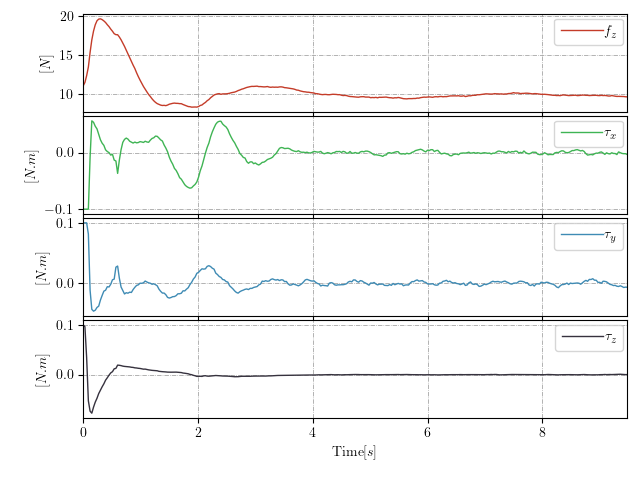 20
15
10
[N]
f_z
0.0
−0.1
[N.m]
τ_x
0.1
0.0
[N.m]
τ_y
0.1
0.0
[N.m]
τ_z
0 2 4 6 8
Time[s]